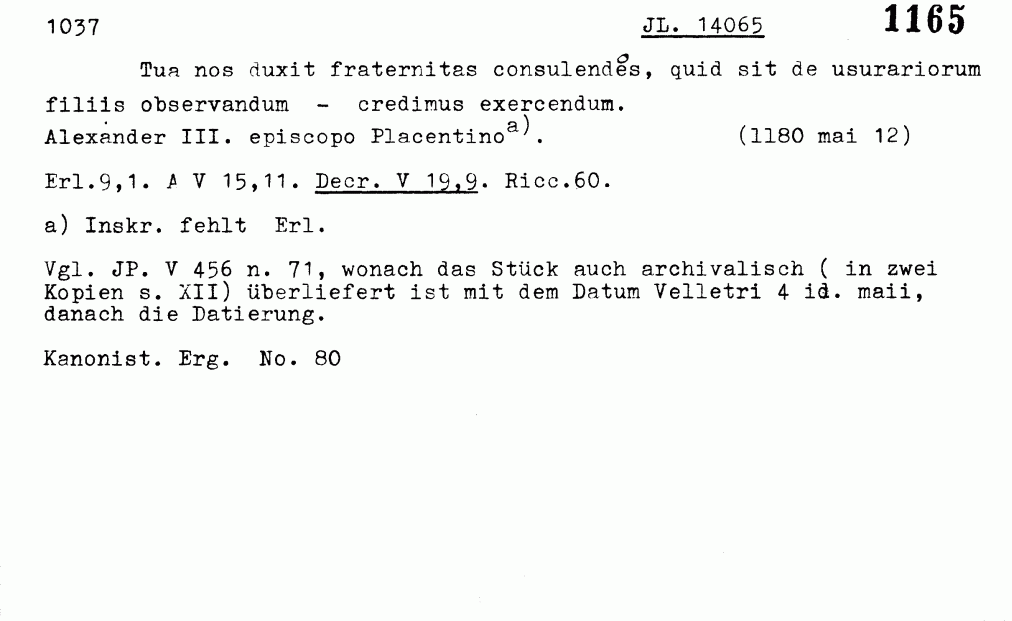 1037 JL. 14065 1165
Tua nos duxit fraternitas consulendos, quid sit de usurariorum
filiis observandum - credimus exercendum.
Alexander III. episcopo Placentino a). (1180 mai 12)
Erl.9,1. A V 15,11. Decr. V 19,9. Ricc.60.
a) Inskr. fehlt Erl.
Vgl. JP. V 456 n. 71, wonach das Stück auch archivalisch ( in zwei
Kopien s. XII) überliefert ist mit dem Datum Velletri 4 id. maii,
danach die Datierung.
Kanonist. Erg. No. 80